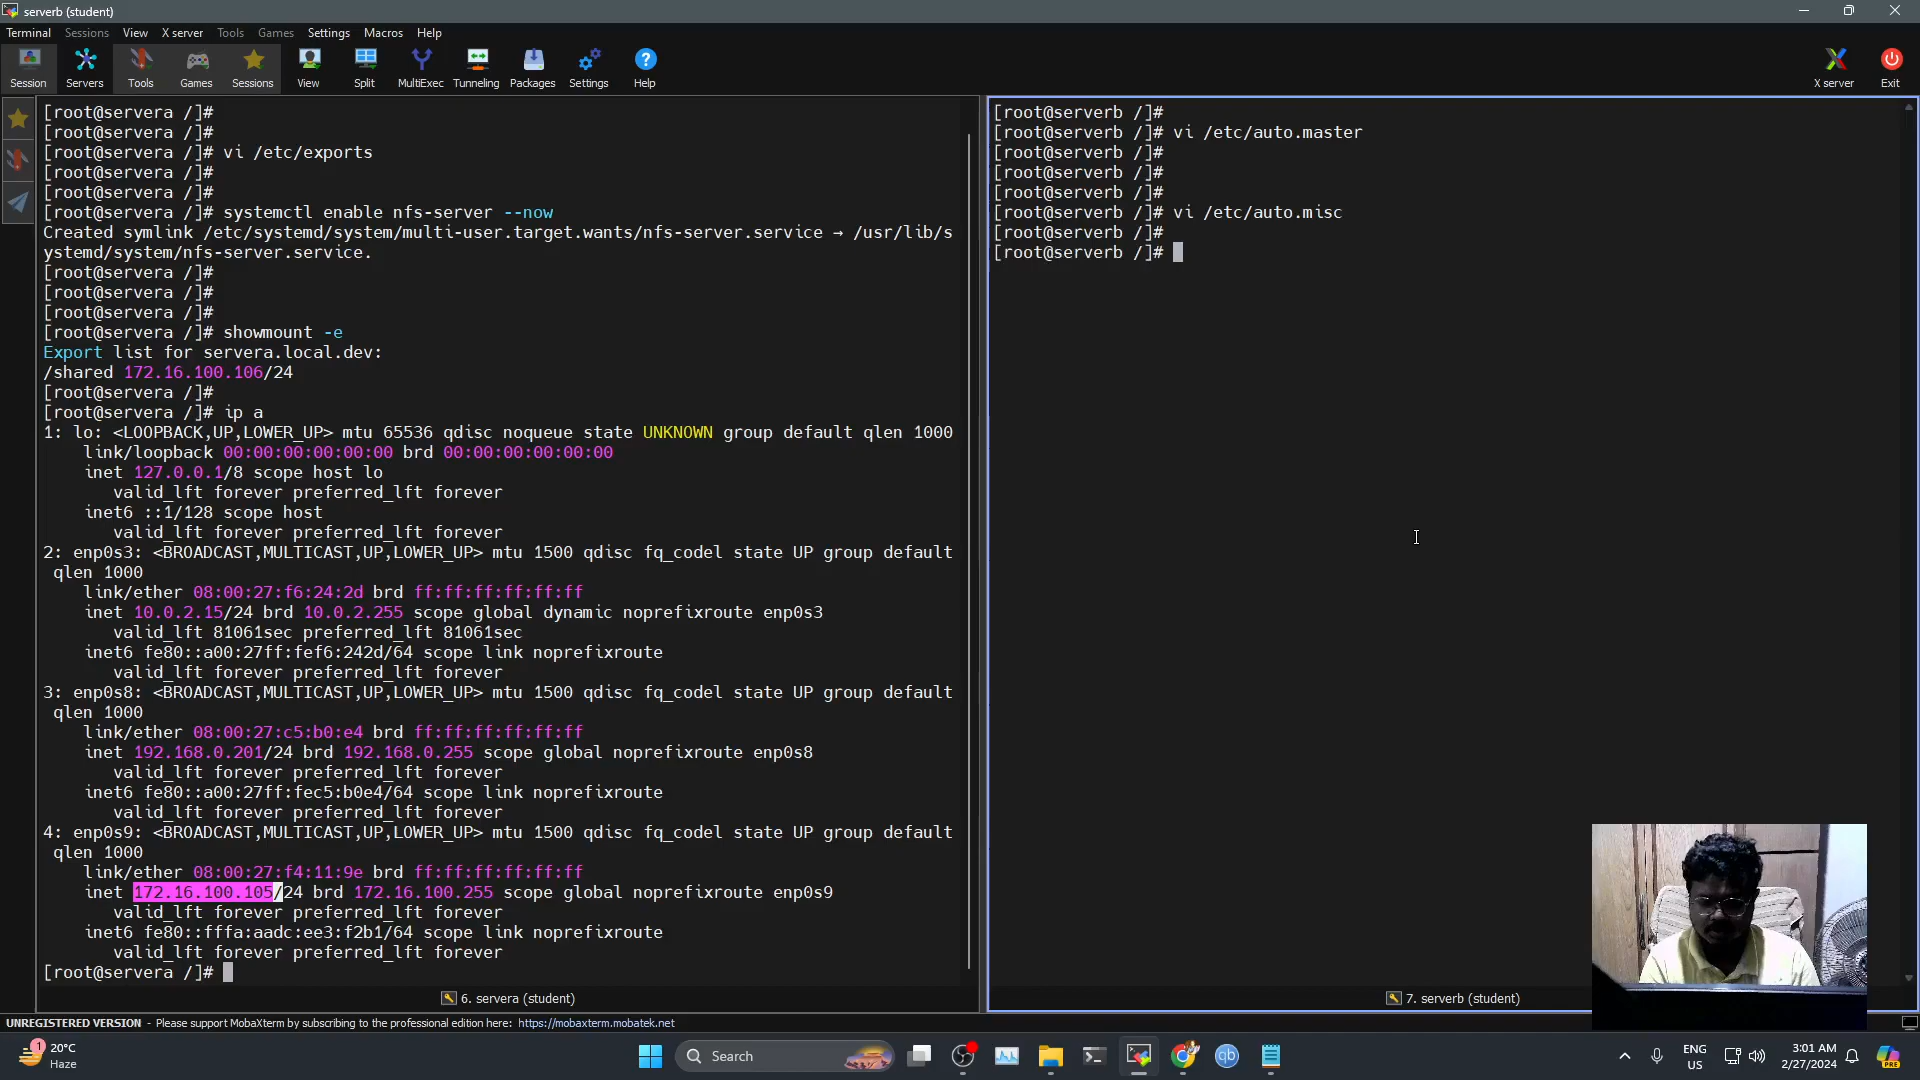 serverb (student)
Terminal Sessions View X server Tools Games Settings Macros Help
Session Servers Tools Games Sessions View Split MultiExec Tunneling Packages Settings Help X server Exit
[root@servera /]#
[root@servera /]#
[root@servera /]# vi /etc/exports
[root@servera /]#
[root@servera /]#
[root@servera /]# systemctl enable nfs-server --now
Created symlink /etc/systemd/system/multi-user.target.wants/nfs-server.service → /usr/lib/s
ystemd/system/nfs-server.service.
[root@servera /]#
[root@servera /]#
[root@servera /]#
[root@servera /]# showmount -e
Export list for servera.local.dev:
/shared 172.16.100.106/24
[root@servera /]#
[root@servera /]# ip a
1: lo: <LOOPBACK,UP,LOWER_UP> mtu 65536 qdisc noqueue state UNKNOWN group default qlen 1000
    link/loopback 00:00:00:00:00:00 brd 00:00:00:00:00:00
    inet 127.0.0.1/8 scope host lo
       valid_lft forever preferred_lft forever
    inet6 ::1/128 scope host
       valid_lft forever preferred_lft forever
2: enp0s3: <BROADCAST,MULTICAST,UP,LOWER_UP> mtu 1500 qdisc fq_codel state UP group default
 qlen 1000
    link/ether 08:00:27:f6:24:2d brd ff:ff:ff:ff:ff:ff
    inet 10.0.2.15/24 brd 10.0.2.255 scope global dynamic noprefixroute enp0s3
       valid_lft 81061sec preferred_lft 81061sec
    inet6 fe80::a00:27ff:fef6:242d/64 scope link noprefixroute
       valid_lft forever preferred_lft forever
3: enp0s8: <BROADCAST,MULTICAST,UP,LOWER_UP> mtu 1500 qdisc fq_codel state UP group default
 qlen 1000
    link/ether 08:00:27:c5:b0:e4 brd ff:ff:ff:ff:ff:ff
    inet 192.168.0.201/24 brd 192.168.0.255 scope global noprefixroute enp0s8
       valid_lft forever preferred_lft forever
    inet6 fe80::a00:27ff:fec5:b0e4/64 scope link noprefixroute
       valid_lft forever preferred_lft forever
4: enp0s9: <BROADCAST,MULTICAST,UP,LOWER_UP> mtu 1500 qdisc fq_codel state UP group default
 qlen 1000
    link/ether 08:00:27:f4:11:9e brd ff:ff:ff:ff:ff:ff
    inet 172.16.100.105/24 brd 172.16.100.255 scope global noprefixroute enp0s9
       valid_lft forever preferred_lft forever
    inet6 fe80::fffa:aadc:ee3:f2b1/64 scope link noprefixroute
       valid_lft forever preferred_lft forever
[root@servera /]#
6. servera (student)
[root@serverb /]#
[root@serverb /]# vi /etc/auto.master
[root@serverb /]#
[root@serverb /]#
[root@serverb /]#
[root@serverb /]# vi /etc/auto.misc
[root@serverb /]#
[root@serverb /]#
7. serverb (student)
UNREGISTERED VERSION - Please support MobaXterm by subscribing to the professional edition here: https://mobaxterm.mobatek.net
1
20°C
Haze
Search
qb
ENG
US
3:01 AM
2/27/2024
PRE